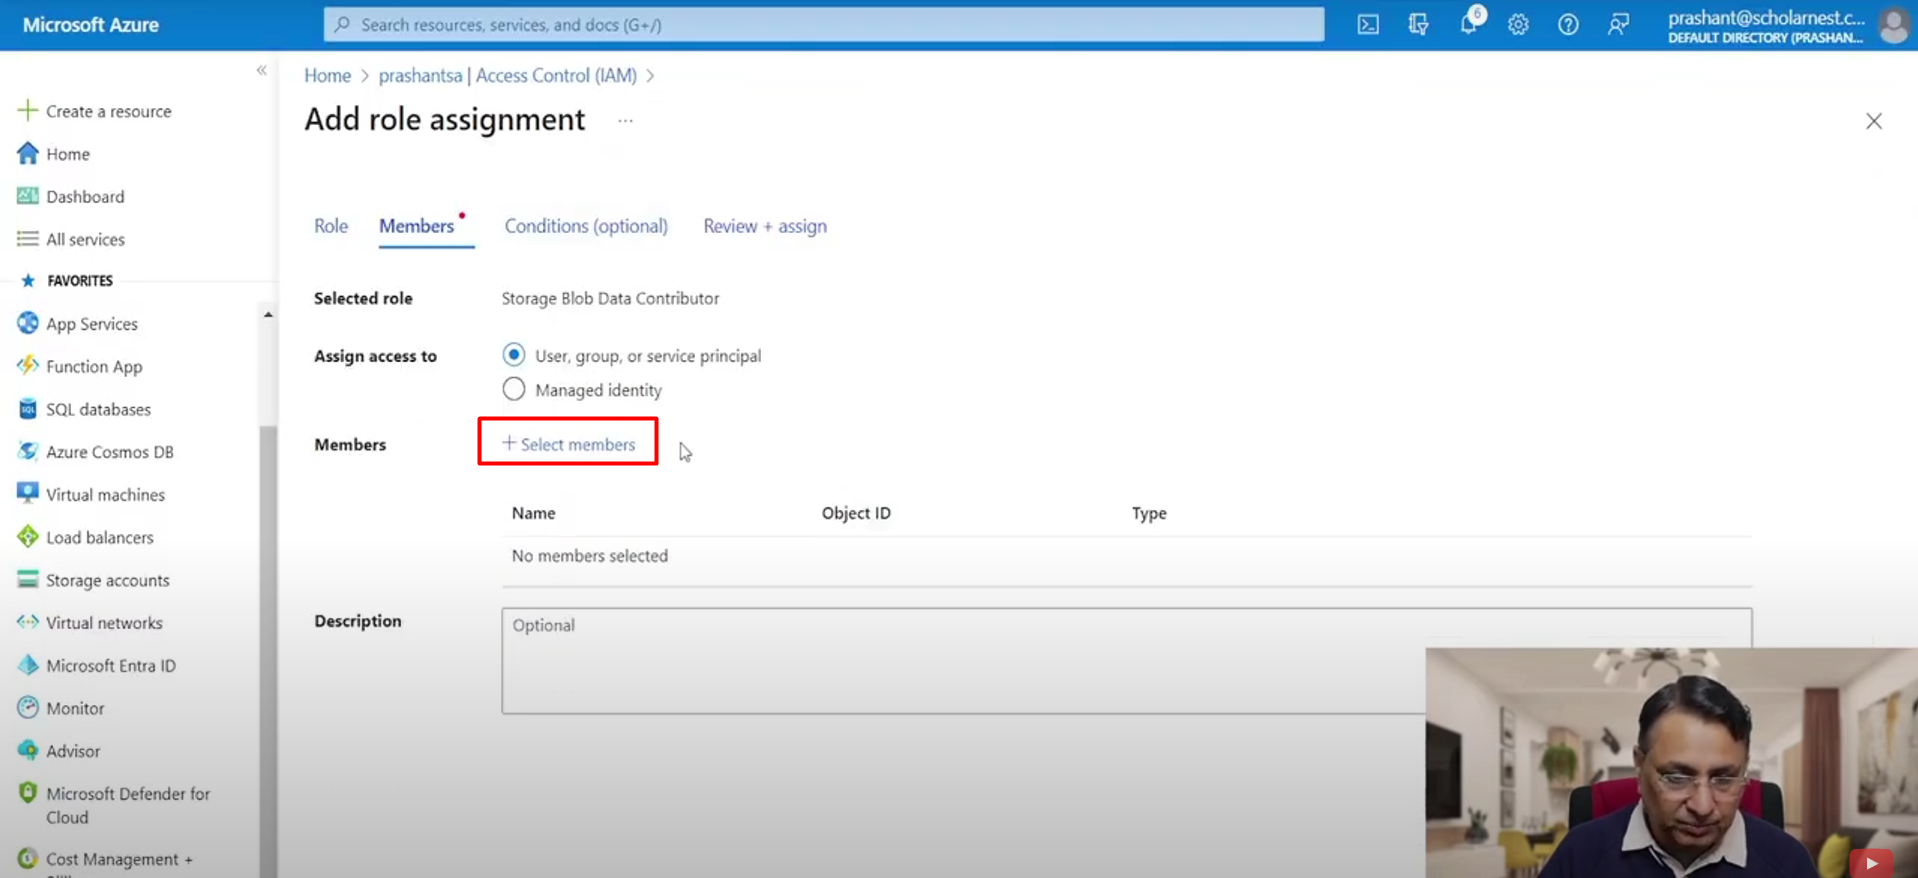 Microsoft Azure
Search resources, services, and docs (G+/)
6
prashant@scholarnest.c...
DEFAULT DIRECTORY (PRASHAN...
Create a resource
Home
Dashboard
All services
FAVORITES
App Services
Function App
SQL databases
Azure Cosmos DB
Virtual machines
Load balancers
Storage accounts
Virtual networks
Microsoft Entra ID
Monitor
Advisor
Microsoft Defender for
Cloud
Cost Management +
Home > prashantsa | Access Control (IAM) >
Add role assignment ...
Role Members Conditions (optional) Review + assign
Selected role Storage Blob Data Contributor
Assign access to User, group, or service principal
Managed identity
Members + Select members
Name Object ID Type
No members selected
Description Optional